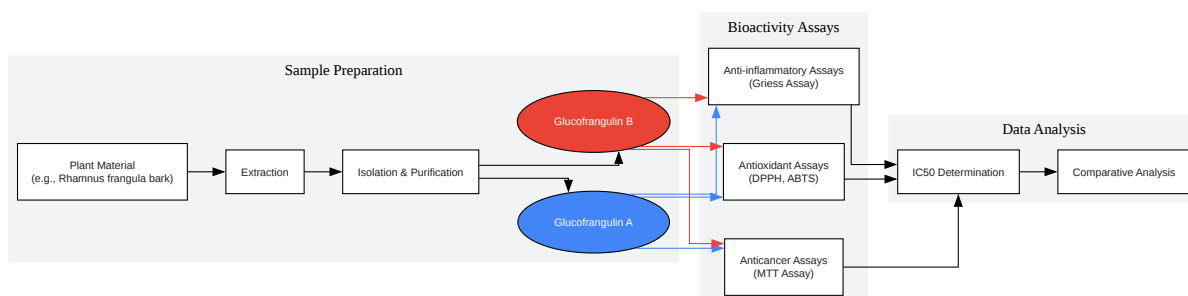 Sample Preparation
Plant Material
(e.g., Rhamnus frangula bark)
Extraction
Isolation & Purification
Glucofrangulin B
Glucofrangulin A
Bioactivity Assays
Anti-inflammatory Assays
(Griess Assay)
Antioxidant Assays
(DPPH, ABTS)
Anticancer Assays
(MTT Assay)
Data Analysis
IC50 Determination
Comparative Analysis